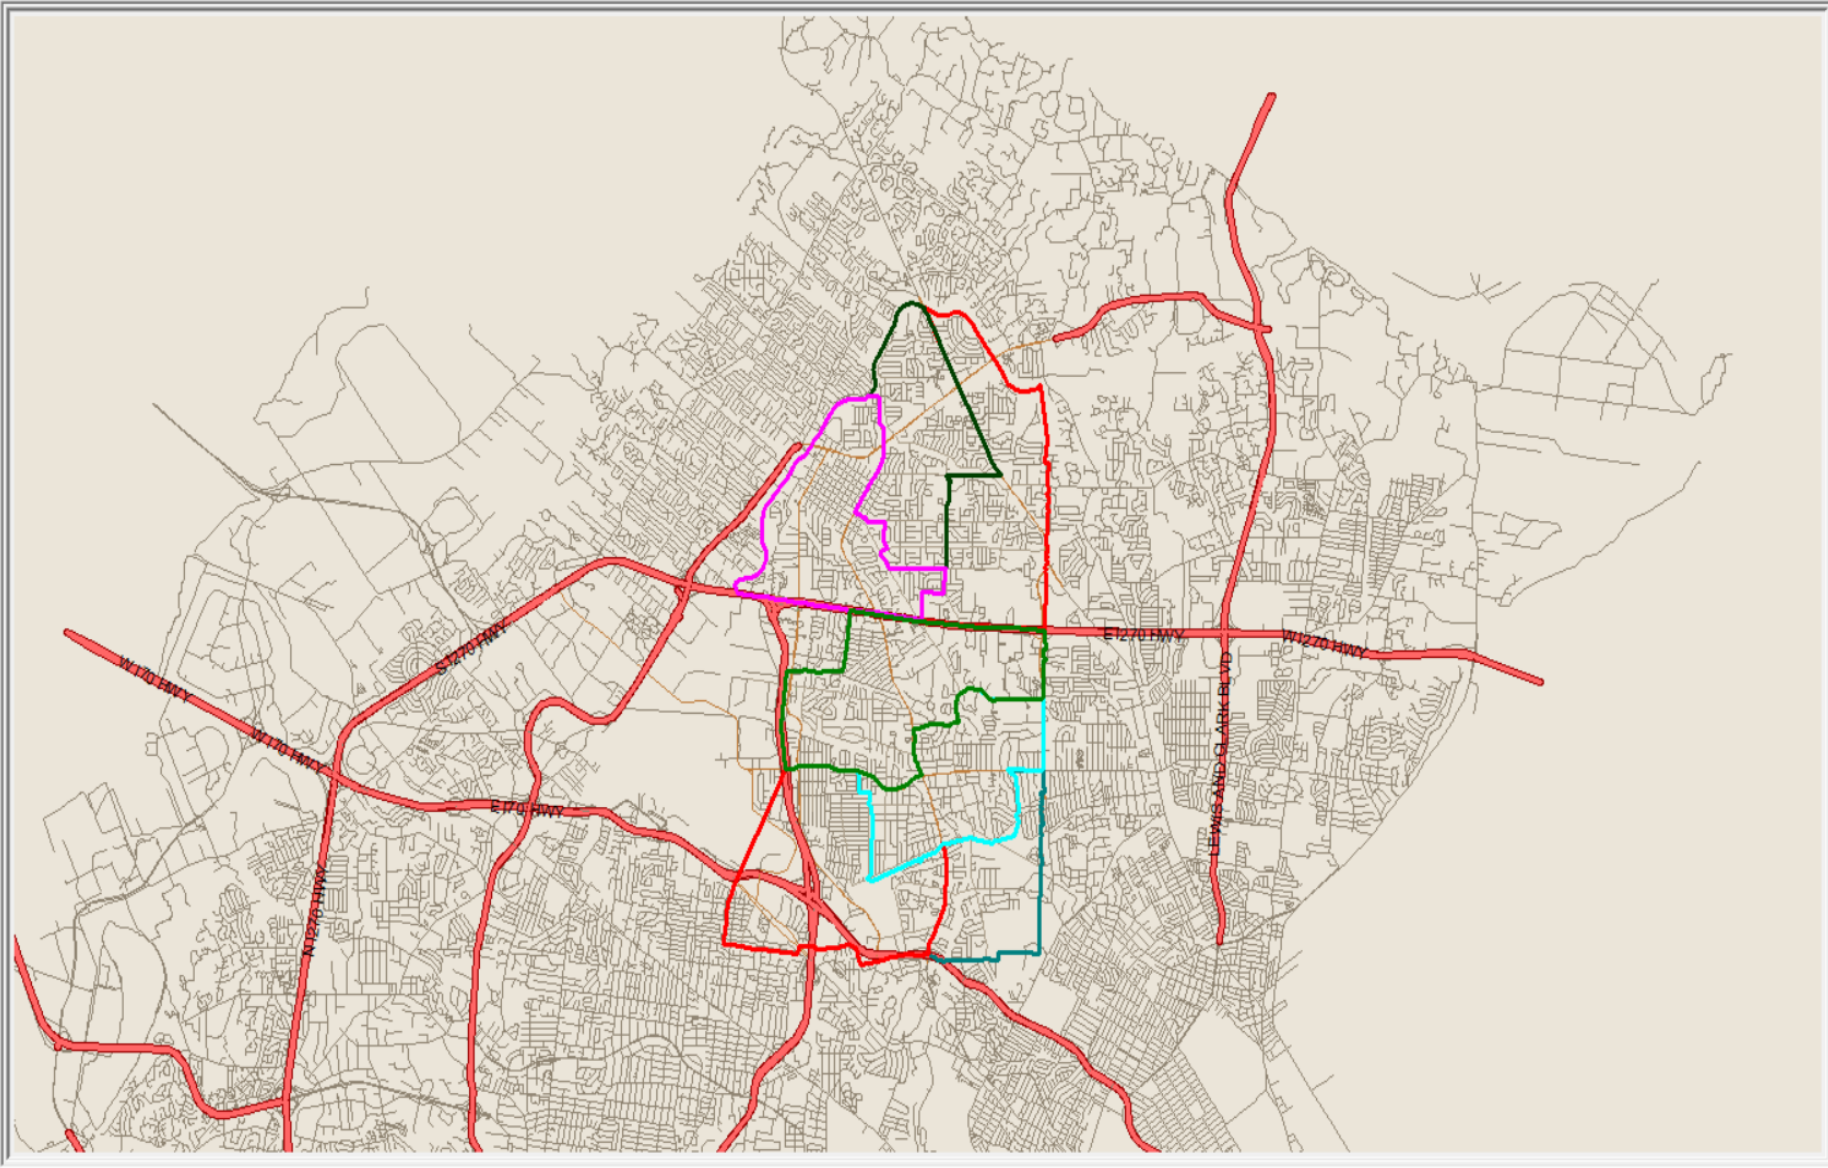 E I270 HWY
W I270 HWY
S I270 HWY
W I70 HWY
W I70 HWY
E I70 HWY
LEWIS AND CLARK BLVD
N I270 HWY